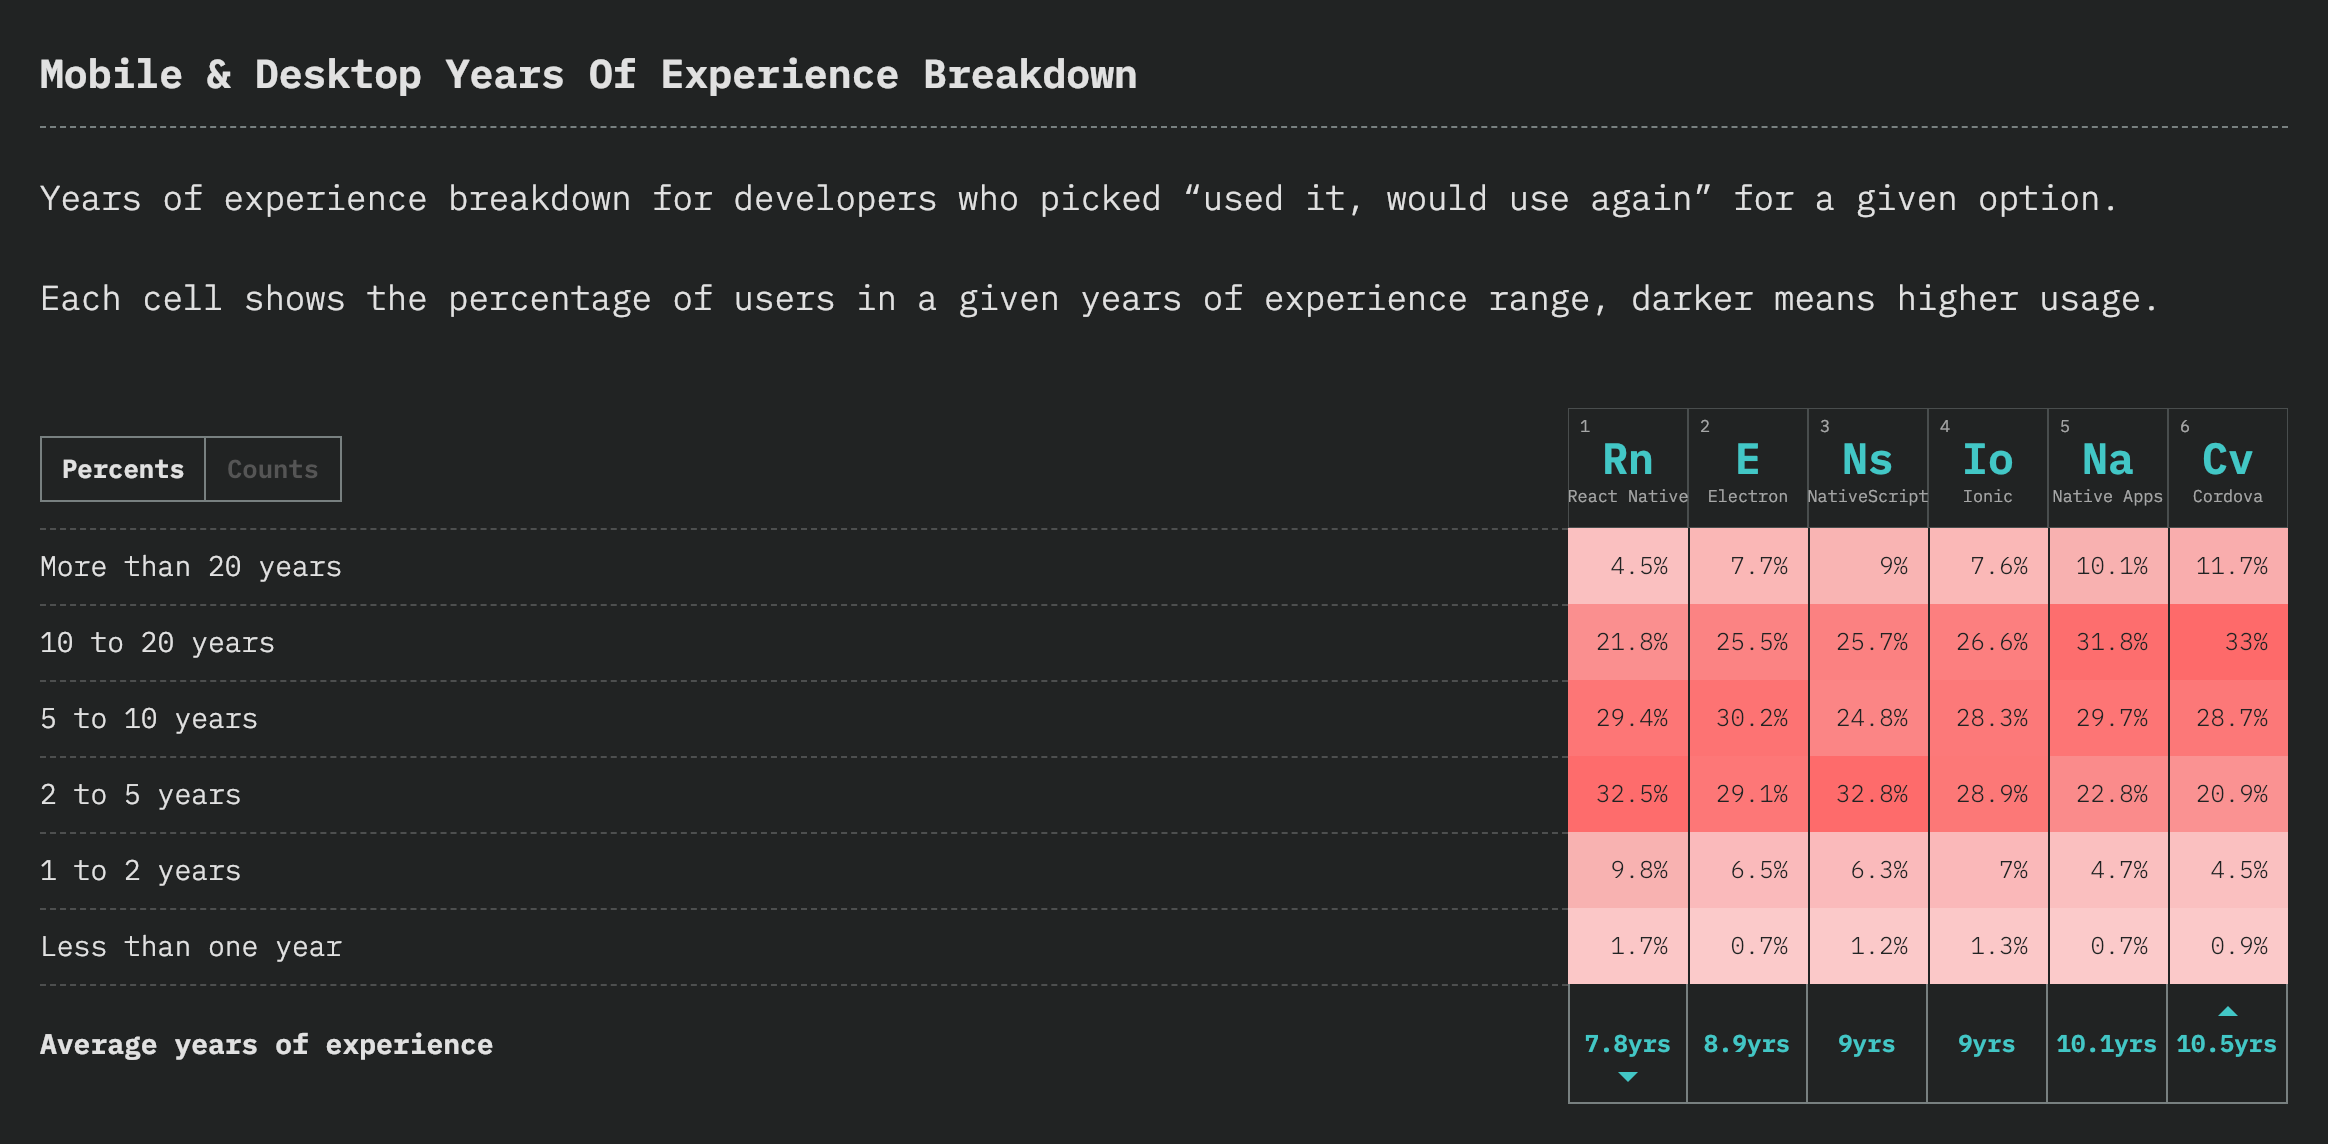 Mobile & Desktop Years Of Experience Breakdown
Years of experience breakdown for developers who picked “used it, would use again” for a given option.
Each cell shows the percentage of users in a given years of experience range, darker means higher usage.
Percents Counts
1 2 3 4 5 6
Rn E Ns Io Na Cv
React Native Electron NativeScript Ionic Native Apps Cordova
More than 20 years 4.5% 7.7% 9% 7.6% 10.1% 11.7%
10 to 20 years 21.8% 25.5% 25.7% 26.6% 31.8% 33%
5 to 10 years 29.4% 30.2% 24.8% 28.3% 29.7% 28.7%
2 to 5 years 32.5% 29.1% 32.8% 28.9% 22.8% 20.9%
1 to 2 years 9.8% 6.5% 6.3% 7% 4.7% 4.5%
Less than one year 1.7% 0.7% 1.2% 1.3% 0.7% 0.9%
Average years of experience 7.8yrs 8.9yrs 9yrs 9yrs 10.1yrs 10.5yrs